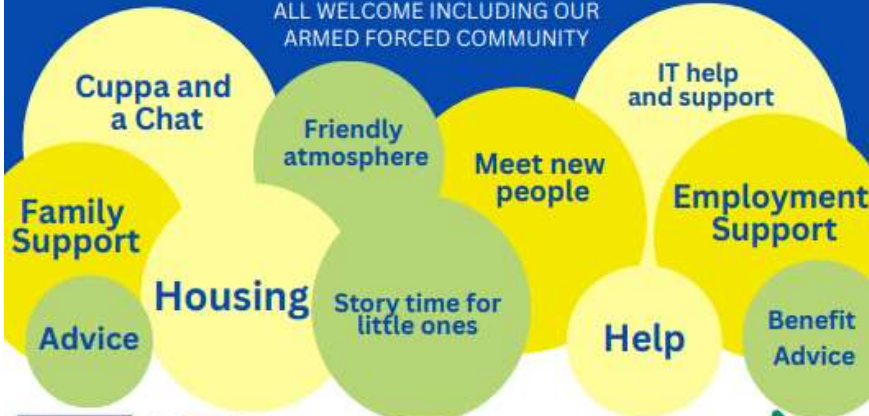 ALL WELCOME INCLUDING OUR
ARMED FORCED COMMUNITY
Cuppa and
a Chat
Friendly
atmosphere
IT help
and support
Meet new
people
Family
Support
Employment
Support
Housing
Story time for
little ones
Advice
Help
Benefit
Advice